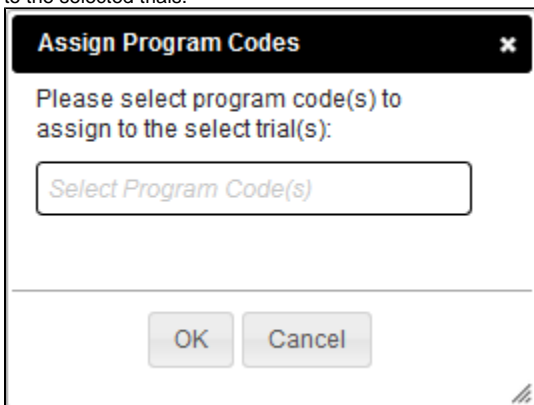 to the selected trials.
Assign Program Codes ×
Please select program code(s) to
assign to the select trial(s):
Select Program Code(s)
OK Cancel